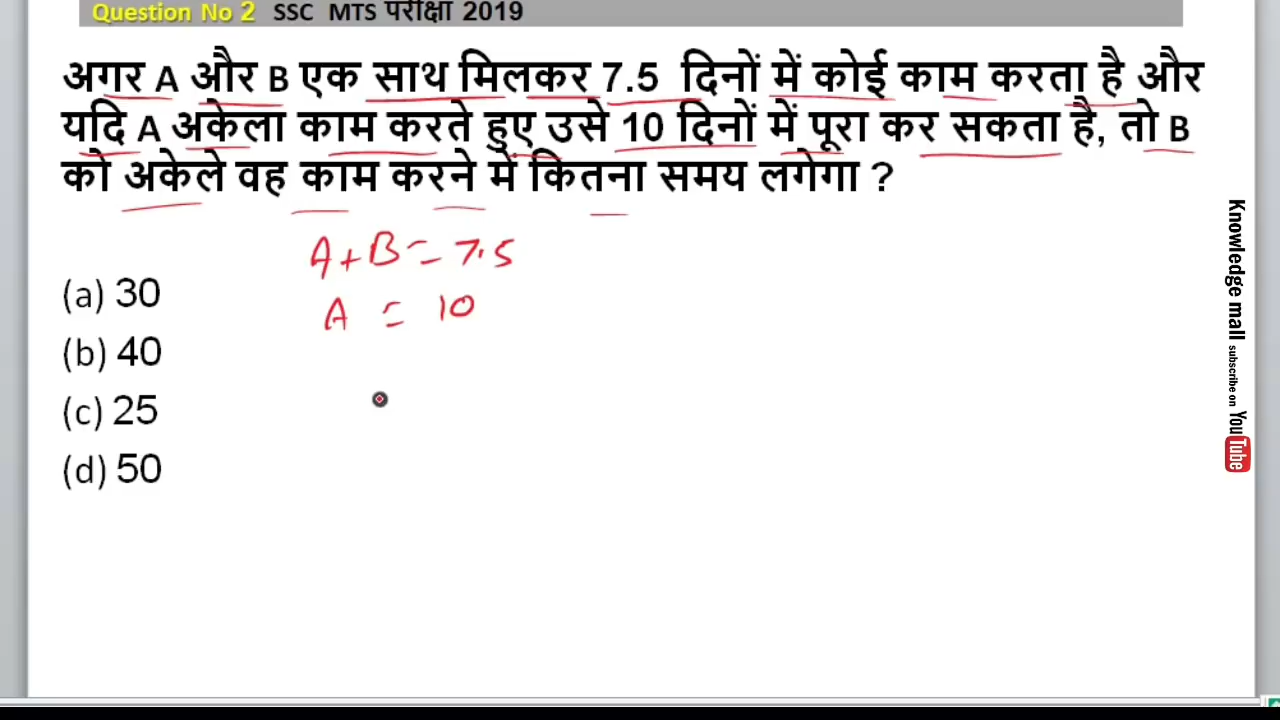 Question No 2 SSC MTS परीक्षा 2019
अगर A और B एक साथ मिलकर 7.5 दिनों में कोई काम करता है और
यदि A अकेला काम करते हुए उसे 10 दिनों में पूरा कर सकता है, तो B
को अकेले वह काम करने में कितना समय लगेगा ?
A+B = 7.5
A = 10
(a) 30
(b) 40
(c) 25
(d) 50
Knowledge mall subscribe on YouTube